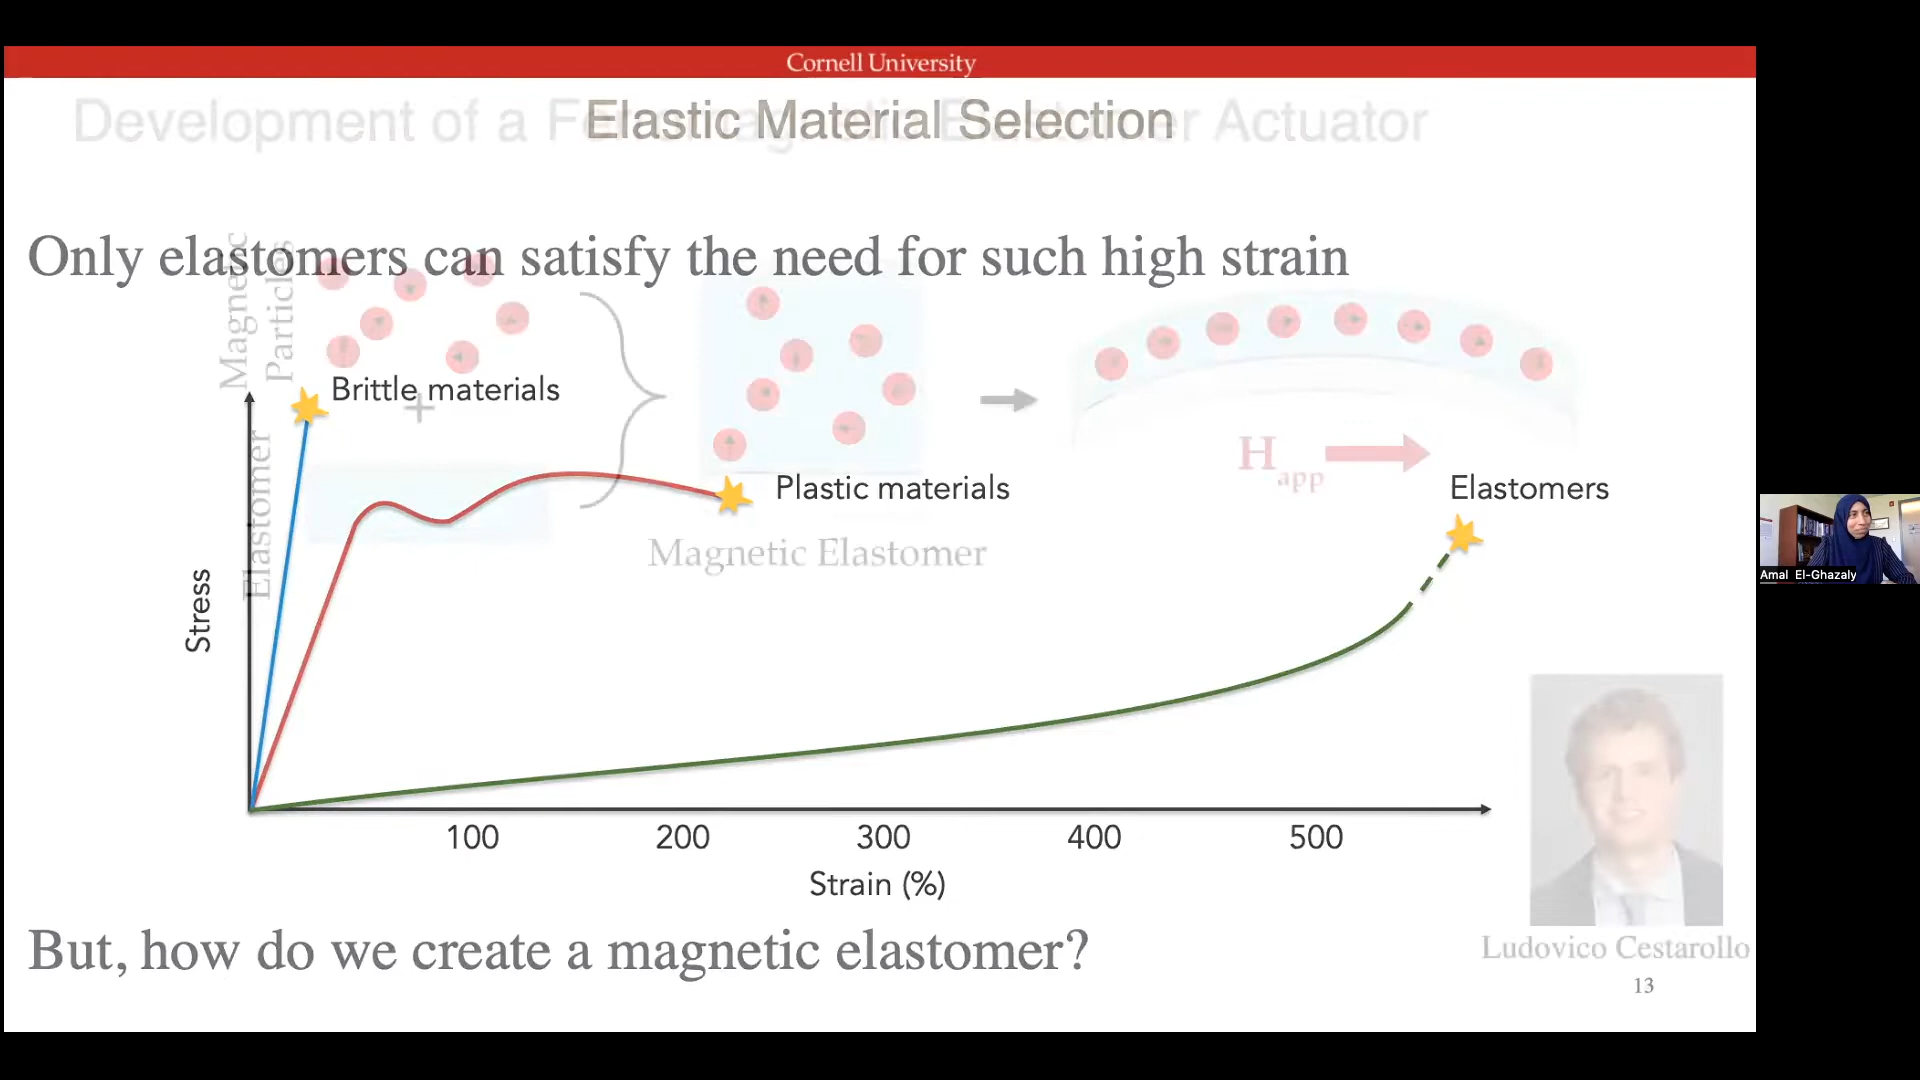 Cornell University
Development of a Ferromagnetic Elastomer Actuator
Elastic Material Selection
Only elastomers can satisfy the need for such high strain
Magnetic
Particles
Brittle materials
+
Elastomer
Plastic materials
Magnetic Elastomer
H app
Elastomers
Stress
100 200 300 400 500
Strain (%)
But, how do we create a magnetic elastomer?
Ludovico Cestarollo
13
Amal El-Ghazaly